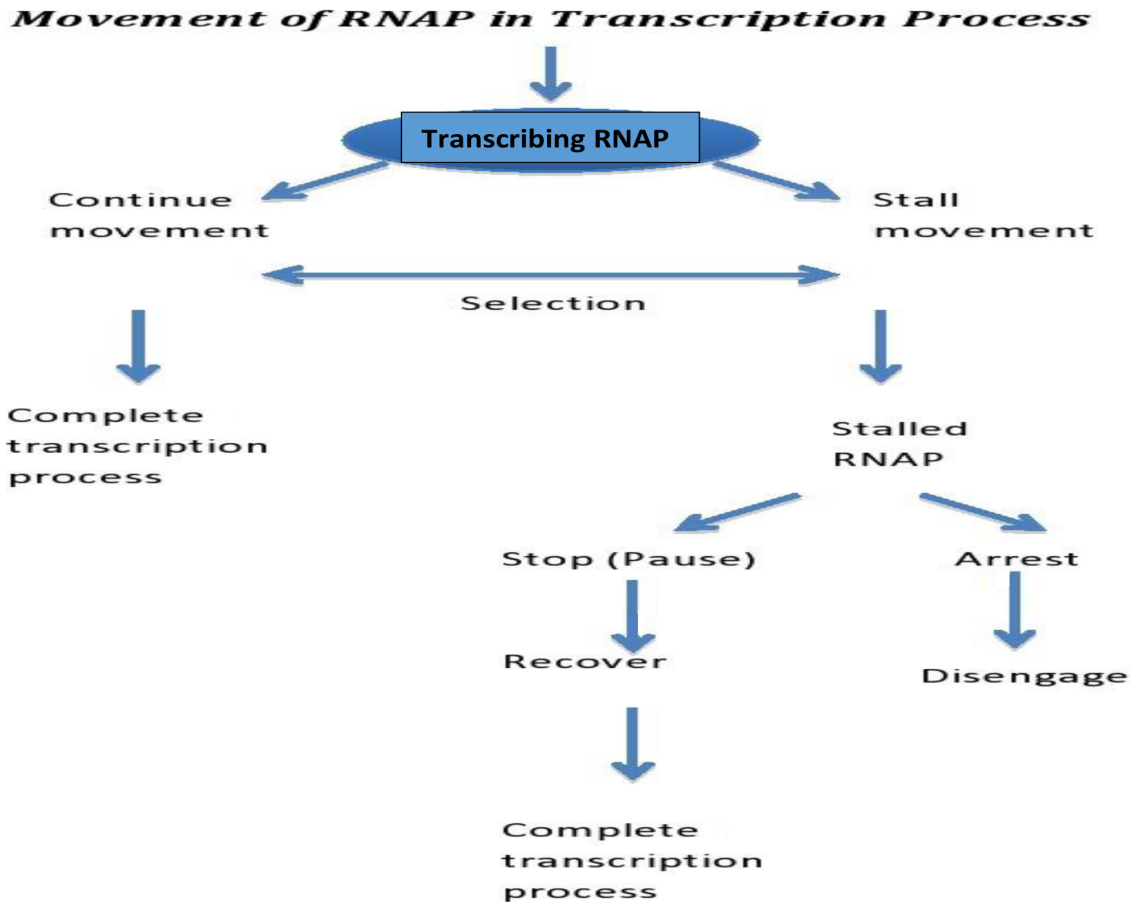 Movement of RNAP in Transcription Process
Transcribing RNAP
Continue
movement
Stall
movement
Selection
Complete
transcription
process
Stalled
RNAP
Stop (Pause)
Arrest
Recover
Disengage
Complete
transcription
process